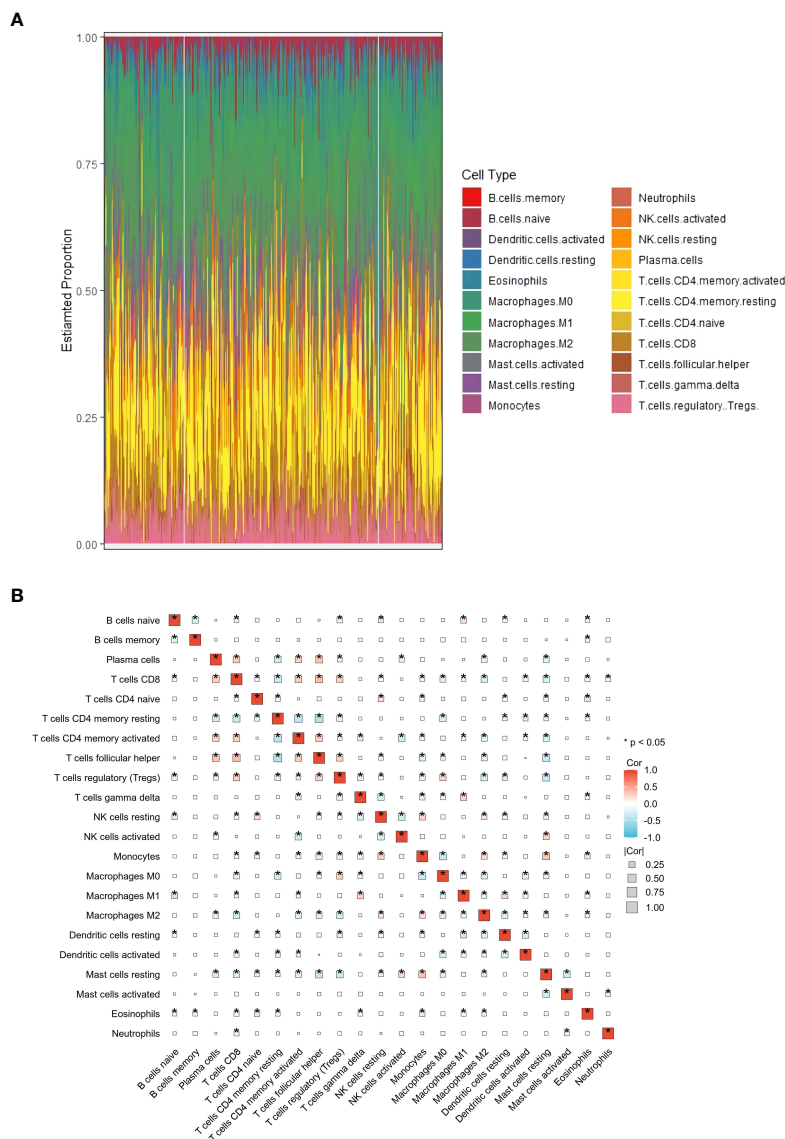 A
1.00
0.75
0.50
0.25
0.00
Estiamted Proportion
Cell Type
B.cells.memory
B.cells.naive
Dendritic.cells.activated
Dendritic.cells.resting
Eosinophils
Macrophages.M0
Macrophages.M1
Macrophages.M2
Mast.cells.activated
Mast.cells.resting
Monocytes
Neutrophils
NK.cells.activated
NK.cells.resting
Plasma.cells
T.cells.CD4.memory.activated
T.cells.CD4.memory.resting
T.cells.CD4.naive
T.cells.CD8
T.cells.follicular.helper
T.cells.gamma.delta
T.cells.regulatory..Tregs.
B
B cells naive
B cells memory
Plasma cells
T cells CD8
T cells CD4 naive
T cells CD4 memory resting
T cells CD4 memory activated
T cells follicular helper
T cells regulatory (Tregs)
T cells gamma delta
NK cells resting
NK cells activated
Monocytes
Macrophages M0
Macrophages M1
Macrophages M2
Dendritic cells resting
Dendritic cells activated
Mast cells resting
Mast cells activated
Eosinophils
Neutrophils
* p < 0.05
Cor
1.0
0.5
0.0
-0.5
-1.0
|Cor|
0.25
0.50
0.75
1.00
B cells naive
B cells memory
Plasma cells
T cells CD8
T cells CD4 naive
T cells CD4 memory resting
T cells CD4 memory activated
T cells follicular helper
T cells regulatory (Tregs)
T cells gamma delta
NK cells resting
NK cells activated
Monocytes
Macrophages M0
Macrophages M1
Macrophages M2
Dendritic cells resting
Dendritic cells activated
Mast cells resting
Mast cells activated
Eosinophils
Neutrophils